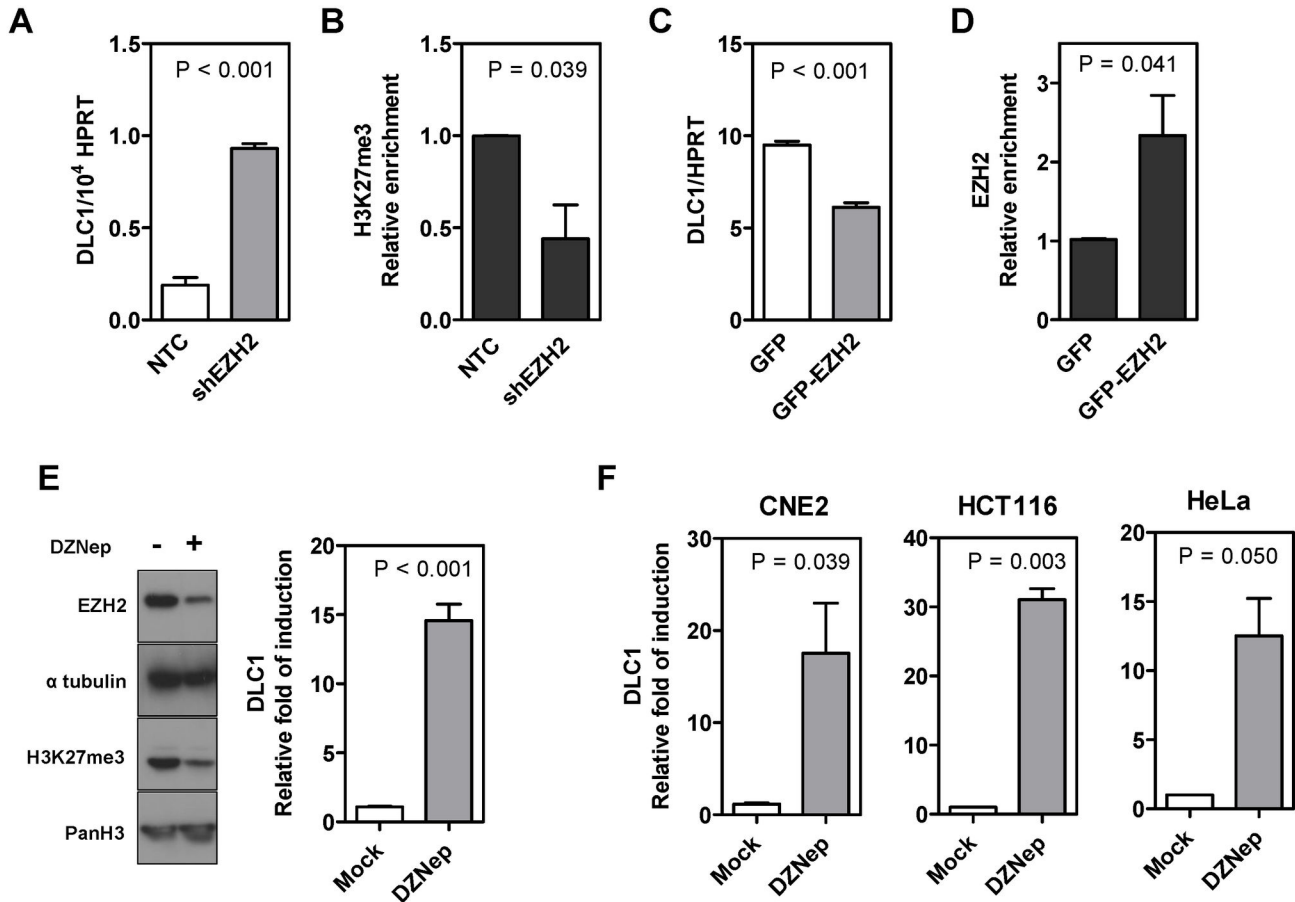 A
DLC1/10⁴ HPRT
1.5
1.0
0.5
0.0
P < 0.001
NTC
shEZH2
B
H3K27me3
Relative enrichment
1.5
1.0
0.5
0.0
P = 0.039
NTC
shEZH2
C
DLC1/HPRT
15
10
5
0
P < 0.001
GFP
GFP-EZH2
D
EZH2
Relative enrichment
3
2
1
0
P = 0.041
GFP
GFP-EZH2
E
DZNep - +
EZH2
α tubulin
H3K27me3
PanH3
DLC1
Relative fold of induction
20
15
10
5
0
P < 0.001
Mock
DZNep
F
DLC1
Relative fold of induction
CNE2
30
20
10
0
P = 0.039
Mock
DZNep
HCT116
40
30
20
10
0
P = 0.003
Mock
DZNep
HeLa
20
15
10
5
0
P = 0.050
Mock
DZNep